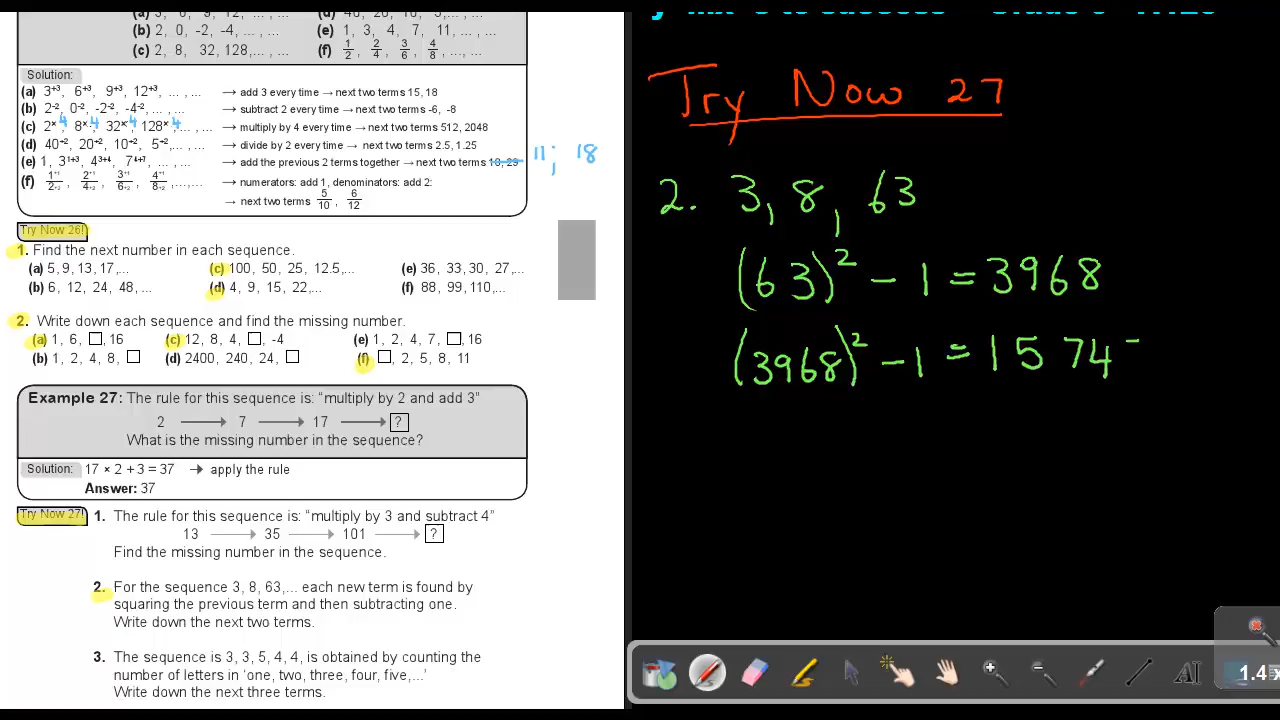 (b) 2, 0, -2, -4, ... , ... (e) 1, 3, 4, 7, 11, ... , ...
(c) 2, 8, 32, 128,... , ... (f) 1/2, 2/4, 3/6, 4/8, ..., ...
Solution:
(a) 3+3, 6+3, 9+3, 12+3, ... , ... → add 3 every time → next two terms 15, 18
(b) 2-2, 0-2, -2-2, -4-2, ... , ... → subtract 2 every time → next two terms -6, -8
(c) 2×4, 8×4, 32×4, 128×4, ... , ... → multiply by 4 every time → next two terms 512, 2048
(d) 40÷2, 20÷2, 10÷2, 5÷2,... , ... → divide by 2 every time → next two terms 2.5, 1.25
(e) 1, 3 1+3, 4 3+4, 7 4+7, ... , ... → add the previous 2 terms together → next two terms 18, 29 11; 18
(f) 1+1/2+2, 2+1/4+2, 3+1/6+2, 4+1/8+2, ..., ... → numerators: add 1, denominators: add 2:
→ next two terms 5/10, 6/12
Try Now 26!
1. Find the next number in each sequence.
(a) 5, 9, 13, 17,... (c) 100, 50, 25, 12.5,... (e) 36, 33, 30, 27,...
(b) 6, 12, 24, 48,... (d) 4, 9, 15, 22,... (f) 88, 99, 110,...
2. Write down each sequence and find the missing number.
(a) 1, 6, □, 16 (c) 12, 8, 4, □, -4 (e) 1, 2, 4, 7, □, 16
(b) 1, 2, 4, 8, □ (d) 2400, 240, 24, □ (f) □, 2, 5, 8, 11
Example 27: The rule for this sequence is: “multiply by 2 and add 3”
2 → 7 → 17 → ?
What is the missing number in the sequence?
Solution: 17 × 2 + 3 = 37 → apply the rule
Answer: 37
Try Now 27! 1. The rule for this sequence is: “multiply by 3 and subtract 4”
13 → 35 → 101 → ?
Find the missing number in the sequence.
2. For the sequence 3, 8, 63,... each new term is found by
squaring the previous term and then subtracting one.
Write down the next two terms.
3. The sequence is 3, 3, 5, 4, 4, is obtained by counting the
number of letters in ‘one, two, three, four, five,...’
Write down the next three terms.
Try Now 27
2. 3, 8, 63
(63)² - 1 = 3968
(3968)² - 1 = 1574
AI
1.4 x